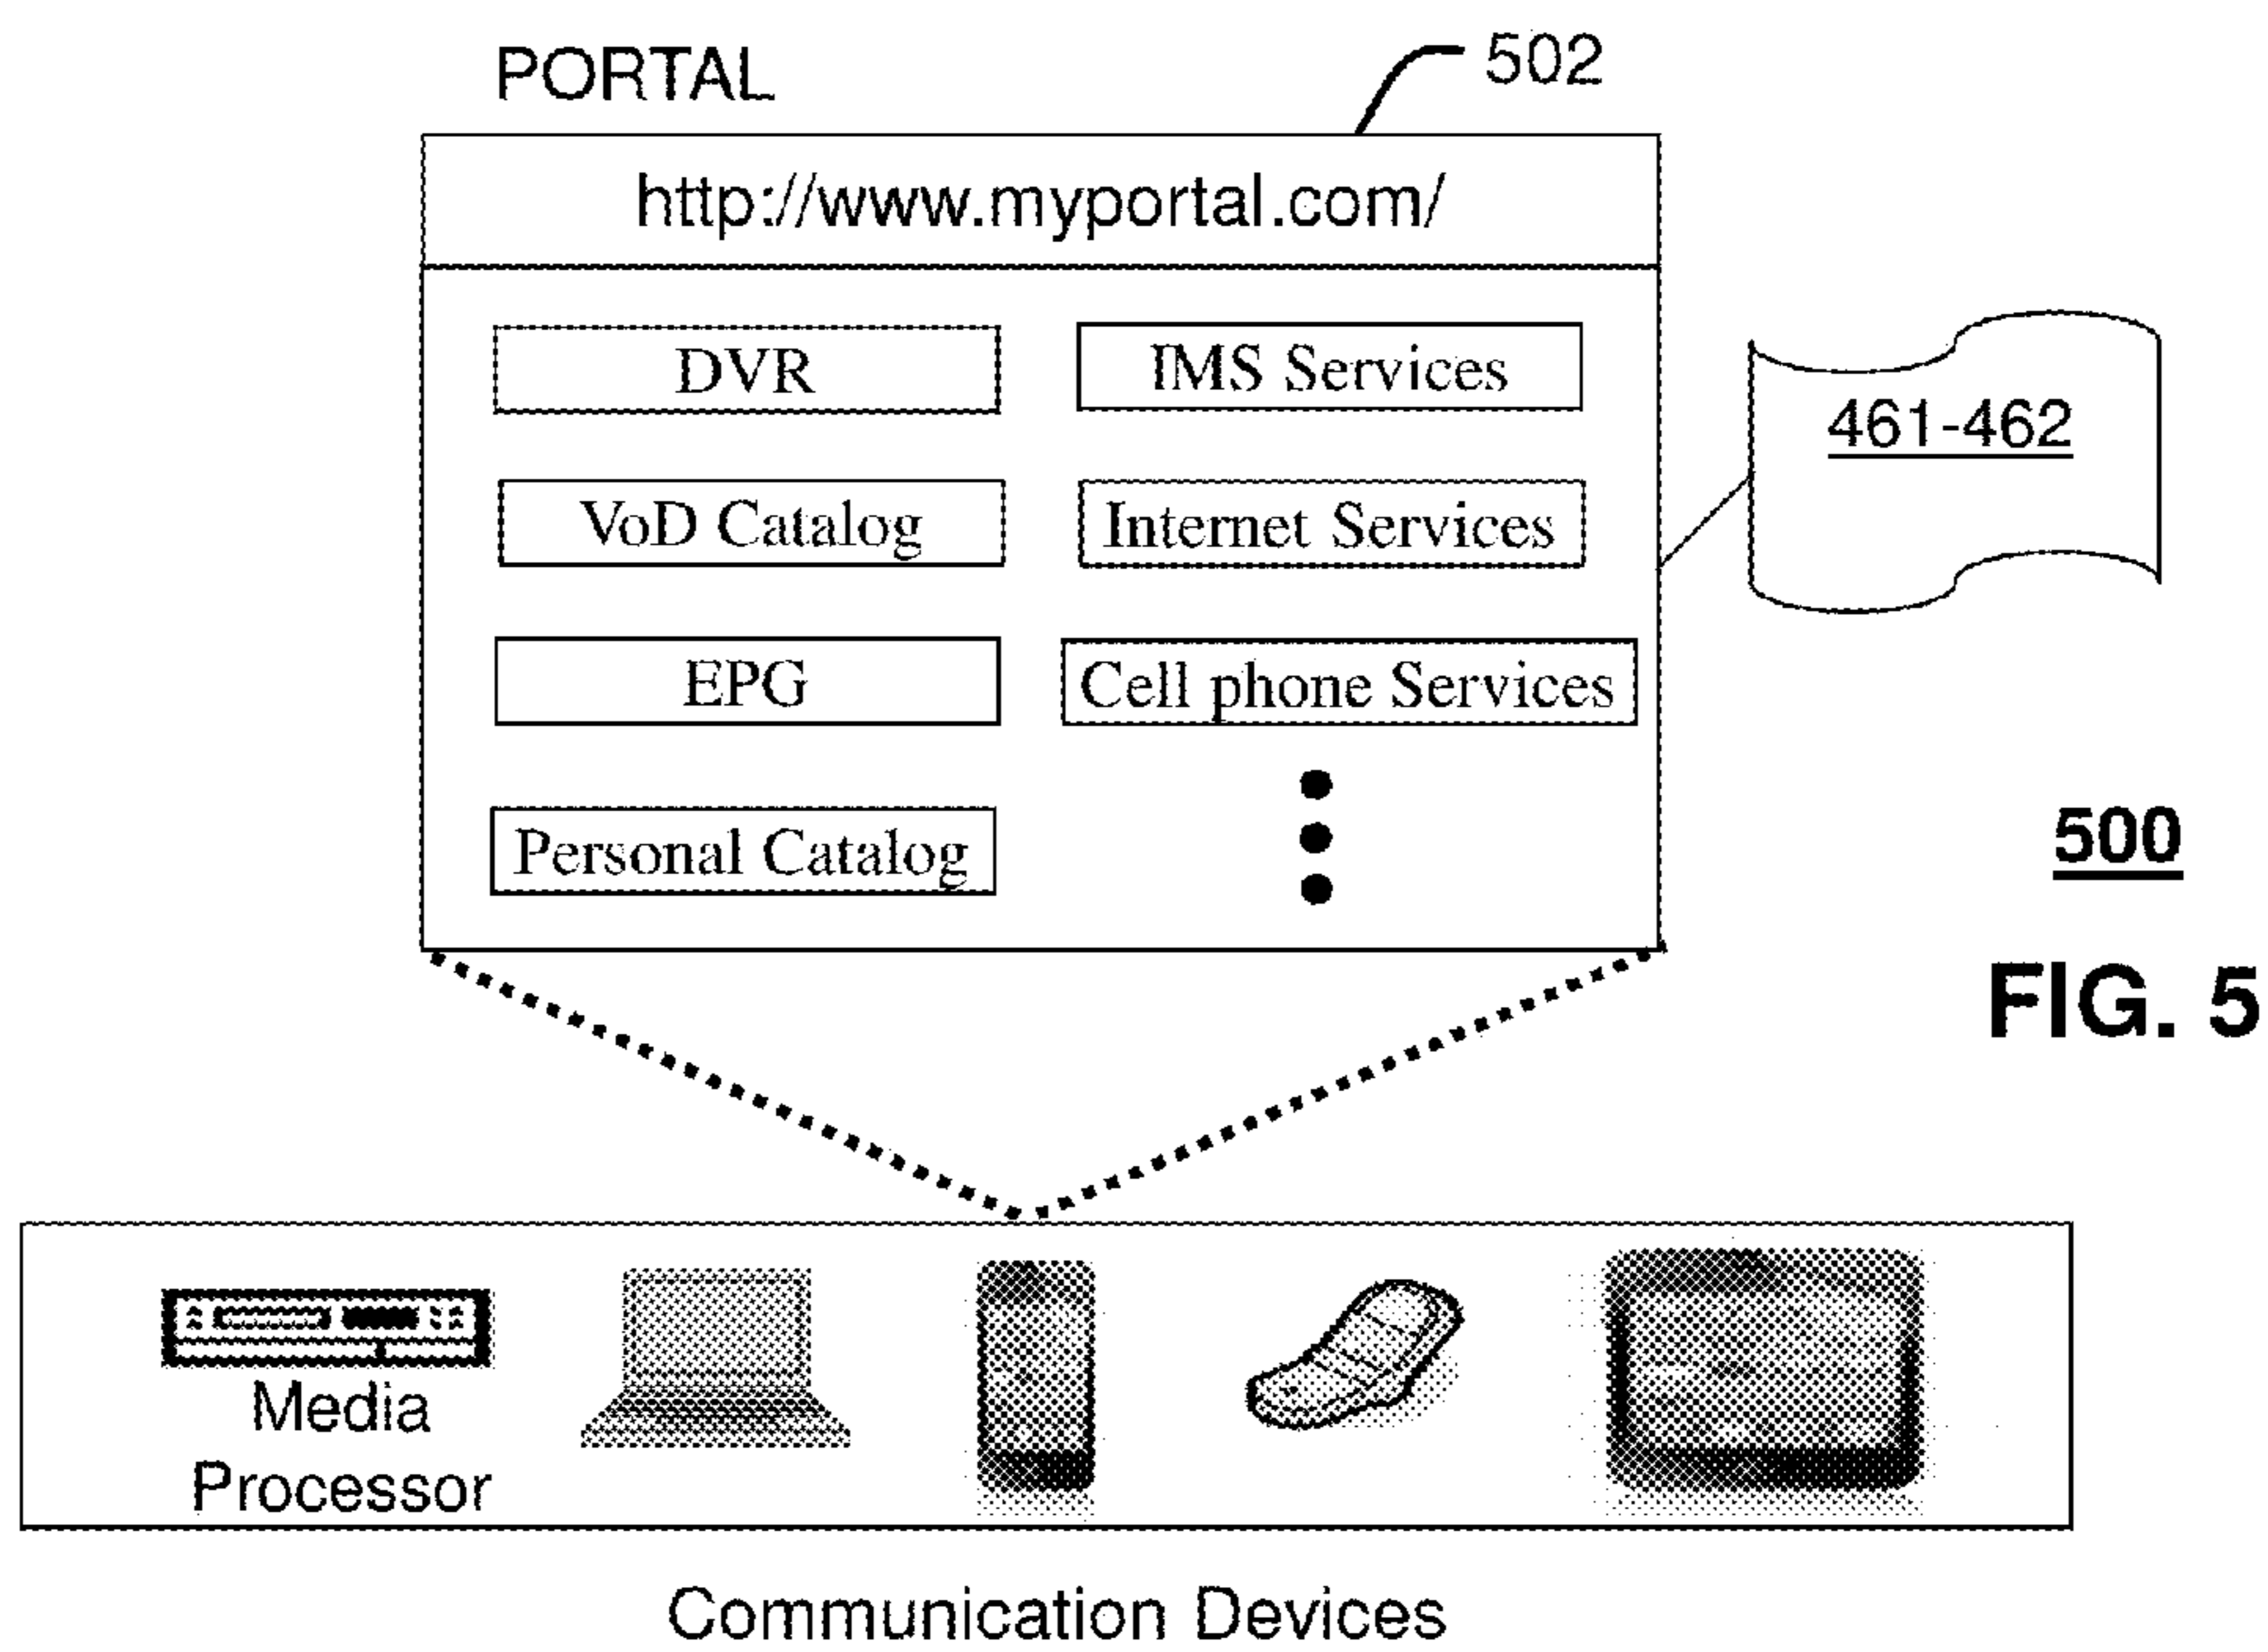 PORTAL
502
http://www.myportal.com/
DVR
IMS Services
461-462
VoD Catalog
Internet Services
EPG
Cell phone Services
Personal Catalog
500
FIG. 5
Media
Processor
Communication Devices